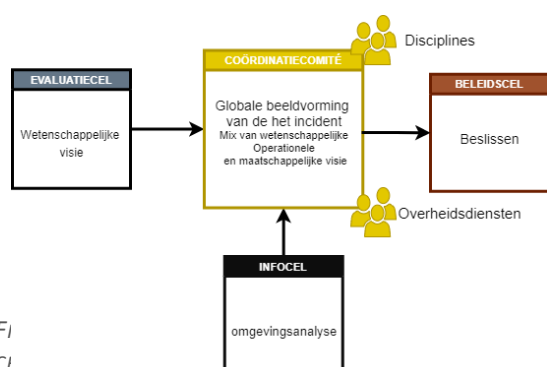 Disciplines
EVALUATIECEL
Wetenschappelijke
visie
COÖRDINATIECOMITÉ
Globale beeldvorming
van de het incident
Mix van wetenschappelijke
Operationele
en maatschappelijke visie
BELEIDSCEL
Beslissen
Overheidsdiensten
INFOCEL
omgevingsanalyse